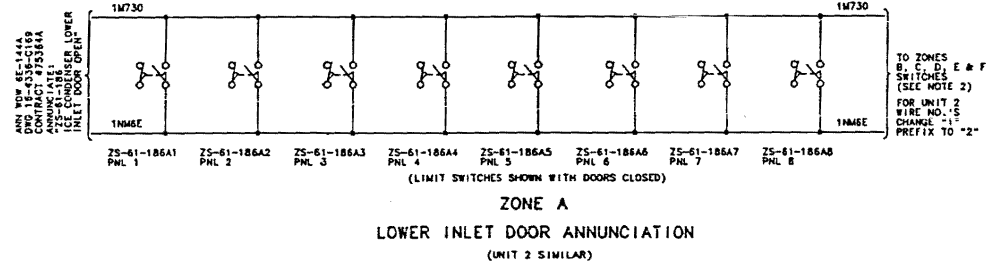 1M730
1M730
ANN WOW 6E-144A
DWG 16-4336-C169
CONTRACT #75364A
ANNUNCIATE:
"ZS-61-186
ICE CONDENSER LOWER
INLET DOOR OPEN"
TO ZONES
B, C, D, E & F
SWITCHES
(SEE NOTE 2)
FOR UNIT 2
WIRE NO.'S
CHANGE "1"
PREFIX TO "2"
1NM6E
1NM6E
ZS-61-186A1
PNL 1
ZS-61-186A2
PNL 2
ZS-61-186A3
PNL 3
ZS-61-186A4
PNL 4
ZS-61-186A5
PNL 5
ZS-61-186A6
PNL 6
ZS-61-186A7
PNL 7
ZS-61-186A8
PNL 8
(LIMIT SWITCHES SHOWN WITH DOORS CLOSED)
ZONE A
LOWER INLET DOOR ANNUNCIATION
(UNIT 2 SIMILAR)